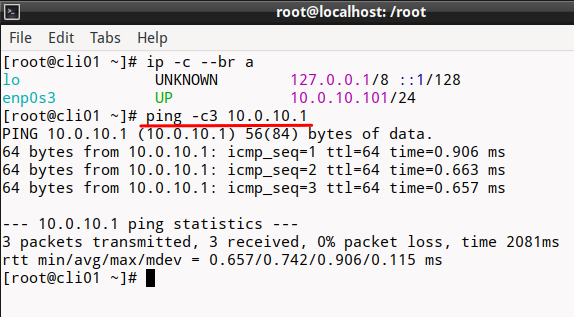 root@localhost: /root
File Edit Tabs Help
[root@cli01 ~]# ip -c --br a
lo UNKNOWN 127.0.0.1/8 ::1/128
enp0s3 UP 10.0.10.101/24
[root@cli01 ~]# ping -c3 10.0.10.1
PING 10.0.10.1 (10.0.10.1) 56(84) bytes of data.
64 bytes from 10.0.10.1: icmp_seq=1 ttl=64 time=0.906 ms
64 bytes from 10.0.10.1: icmp_seq=2 ttl=64 time=0.663 ms
64 bytes from 10.0.10.1: icmp_seq=3 ttl=64 time=0.657 ms
--- 10.0.10.1 ping statistics ---
3 packets transmitted, 3 received, 0% packet loss, time 2081ms
rtt min/avg/max/mdev = 0.657/0.742/0.906/0.115 ms
[root@cli01 ~]#